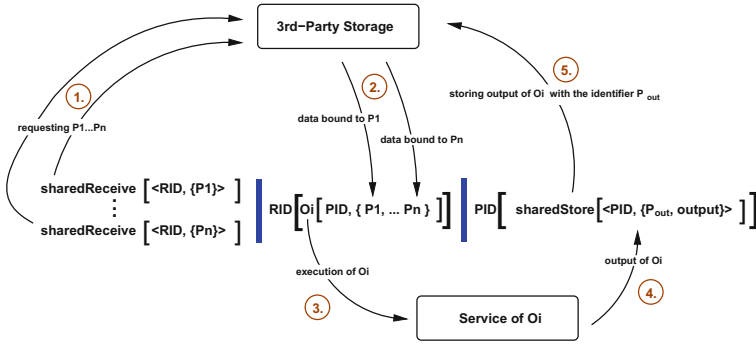 3rd-Party Storage
1.
2.
5.
requesting P1...Pn
data bound to P1
data bound to Pn
storing output of Oi with the identifier P out
sharedReceive [<RID, {P1}> ]
⋮
sharedReceive [<RID, {Pn}> ]
RID[Oi[ PID, { P1, ... Pn } ]]
PID[ sharedStore[<PID, {Pout, output}> ]]
execution of Oi
3.
output of Oi
4.
Service of Oi